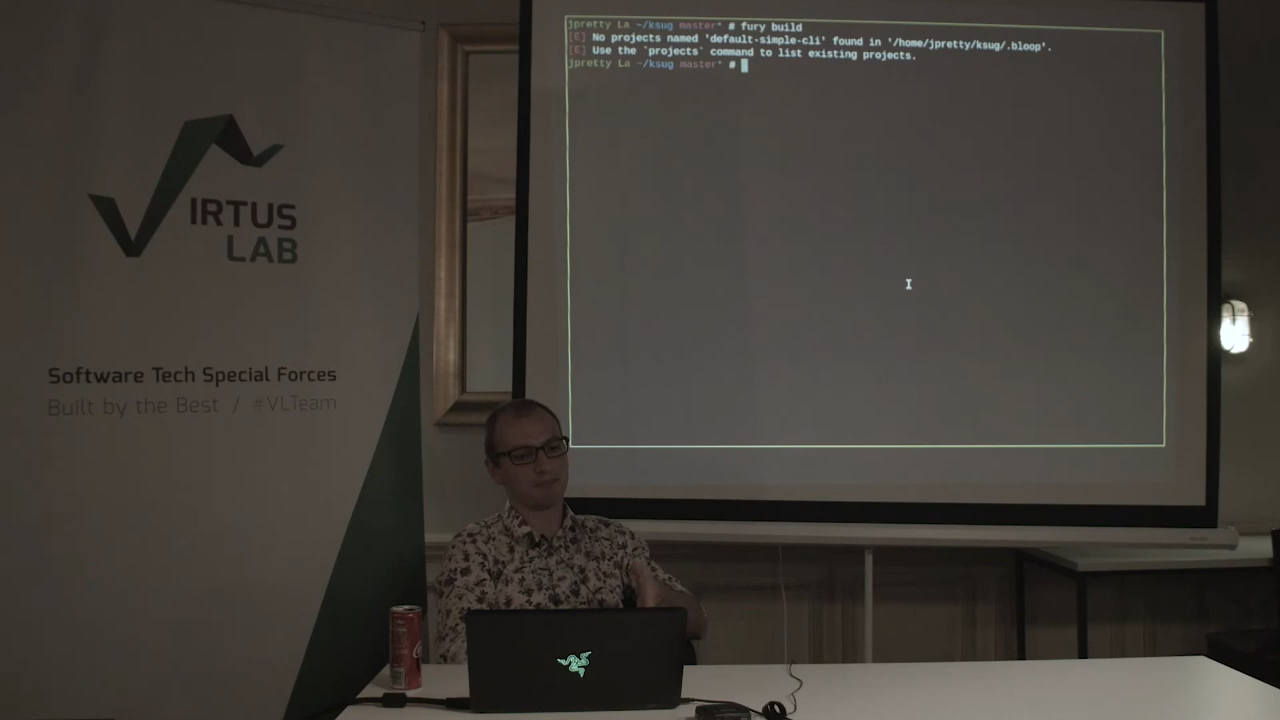 IRTUS
LAB
Software Tech Special Forces
Built by the Best / #VLTeam
jpretty La ~/ksug master* # fury build
[E] No projects named 'default-simple-cli' found in '/home/jpretty/ksug/.bloop'.
[E] Use the `projects` command to list existing projects.
jpretty La ~/ksug master* #